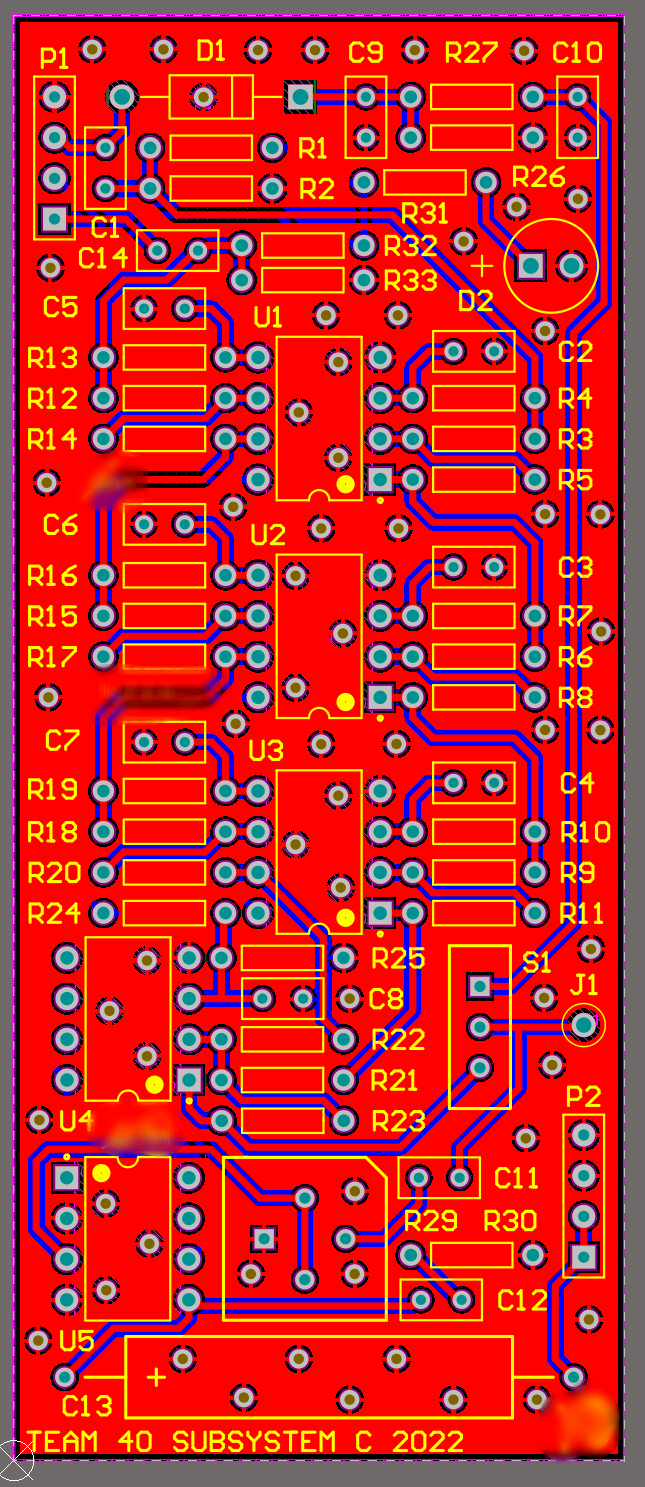 P1 D1 C9 R27 C10
R1
R2 R26
C1 R31
C14 R32
R33 D2
C5 U1
R13 C2
R12 R4
R14 R3
R5
C6 U2
R16 C3
R15 R7
R17 R6
R8
C7 U3
R19 C4
R18 R10
R20 R9
R24 R11
R25 S1
C8 J1
R22
R21
U4 R23 P2
C11
R29 R30
C12
U5
C13
TEAM 40 SUBSYSTEM C 2022